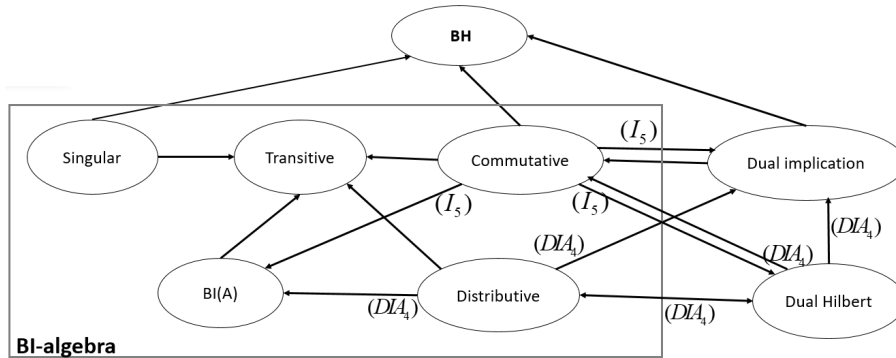 BH
Singular
Transitive
Commutative
(I₅)
Dual implication
(I₅)
(I₅)
(DIA₄)
(DIA₄)
(DIA₄)
BI(A)
(DIA₄)
Distributive
(DIA₄)
Dual Hilbert
BI-algebra